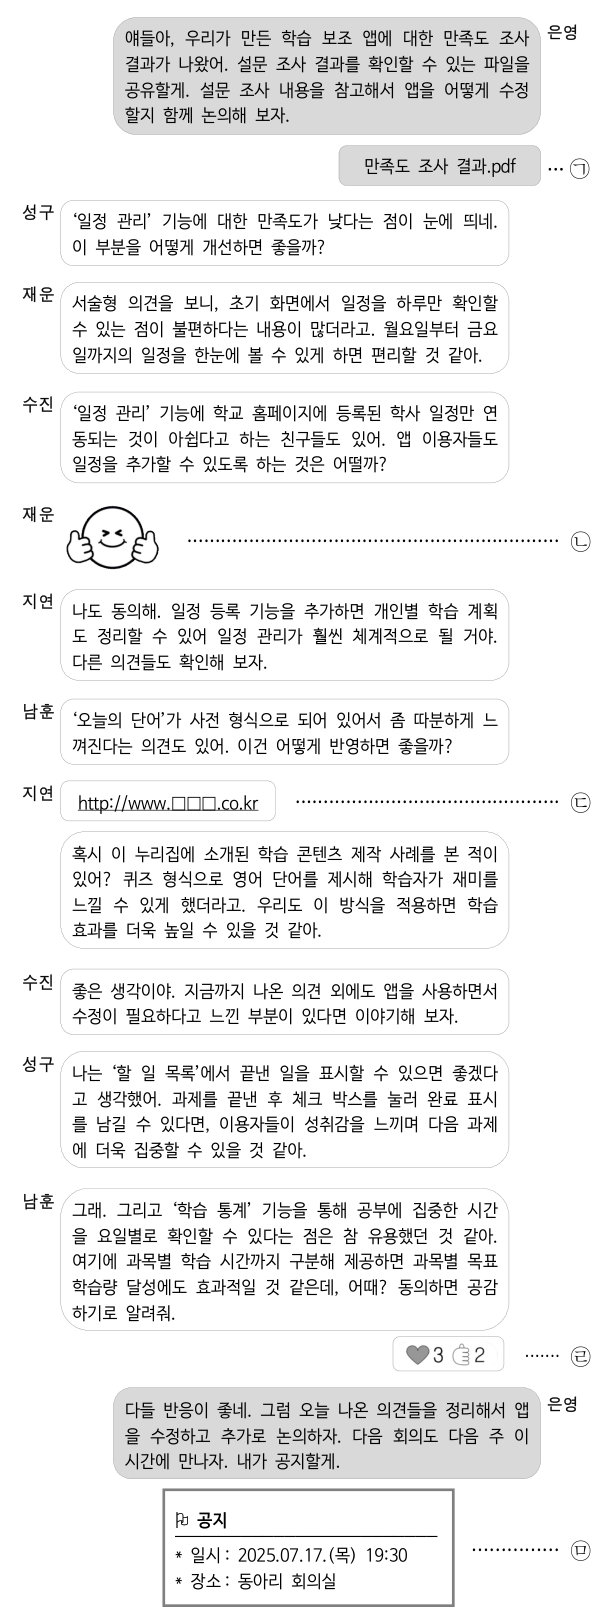 얘들아, 우리가 만든 학습 보조 앱에 대한 만족도 조사
은영
결과가 나왔어. 설문 조사 결과를 확인할 수 있는 파일을
공유할게. 설문 조사 내용을 참고해서 앱을 어떻게 수정
할지 함께 논의해 보자.
만족도 조사 결과.pdf ··· ㉠
성구
‘일정 관리’ 기능에 대한 만족도가 낮다는 점이 눈에 띄네.
이 부분을 어떻게 개선하면 좋을까?
재운
서술형 의견을 보니, 초기 화면에서 일정을 하루만 확인할
수 있는 점이 불편하다는 내용이 많더라고. 월요일부터 금요
일까지의 일정을 한눈에 볼 수 있게 하면 편리할 것 같아.
수진
‘일정 관리’ 기능에 학교 홈페이지에 등록된 학사 일정만 연
동되는 것이 아쉽다고 하는 친구들도 있어. 앱 이용자들도
일정을 추가할 수 있도록 하는 것은 어떨까?
재운
㉡
지연
나도 동의해. 일정 등록 기능을 추가하면 개인별 학습 계획
도 정리할 수 있어 일정 관리가 훨씬 체계적으로 될 거야.
다른 의견들도 확인해 보자.
남훈
‘오늘의 단어’가 사전 형식으로 되어 있어서 좀 따분하게 느
껴진다는 의견도 있어. 이건 어떻게 반영하면 좋을까?
지연
http://www.□□□.co.kr ㉢
혹시 이 누리집에 소개된 학습 콘텐츠 제작 사례를 본 적이
있어? 퀴즈 형식으로 영어 단어를 제시해 학습자가 재미를
느낄 수 있게 했더라고. 우리도 이 방식을 적용하면 학습
효과를 더욱 높일 수 있을 것 같아.
수진
좋은 생각이야. 지금까지 나온 의견 외에도 앱을 사용하면서
수정이 필요하다고 느낀 부분이 있다면 이야기해 보자.
성구
나는 ‘할 일 목록’에서 끝낸 일을 표시할 수 있으면 좋겠다
고 생각했어. 과제를 끝낸 후 체크 박스를 눌러 완료 표시
를 남길 수 있다면, 이용자들이 성취감을 느끼며 다음 과제
에 더욱 집중할 수 있을 것 같아.
남훈
그래. 그리고 ‘학습 통계’ 기능을 통해 공부에 집중한 시간
을 요일별로 확인할 수 있다는 점은 참 유용했던 것 같아.
여기에 과목별 학습 시간까지 구분해 제공하면 과목별 목표
학습량 달성에도 효과적일 것 같은데, 어때? 동의하면 공감
하기로 알려줘.
3 2 ㉣
다들 반응이 좋네. 그럼 오늘 나온 의견들을 정리해서 앱
은영
을 수정하고 추가로 논의하자. 다음 회의도 다음 주 이
시간에 만나자. 내가 공지할게.
공지
* 일시 : 2025.07.17.(목) 19:30 ㉤
* 장소 : 동아리 회의실